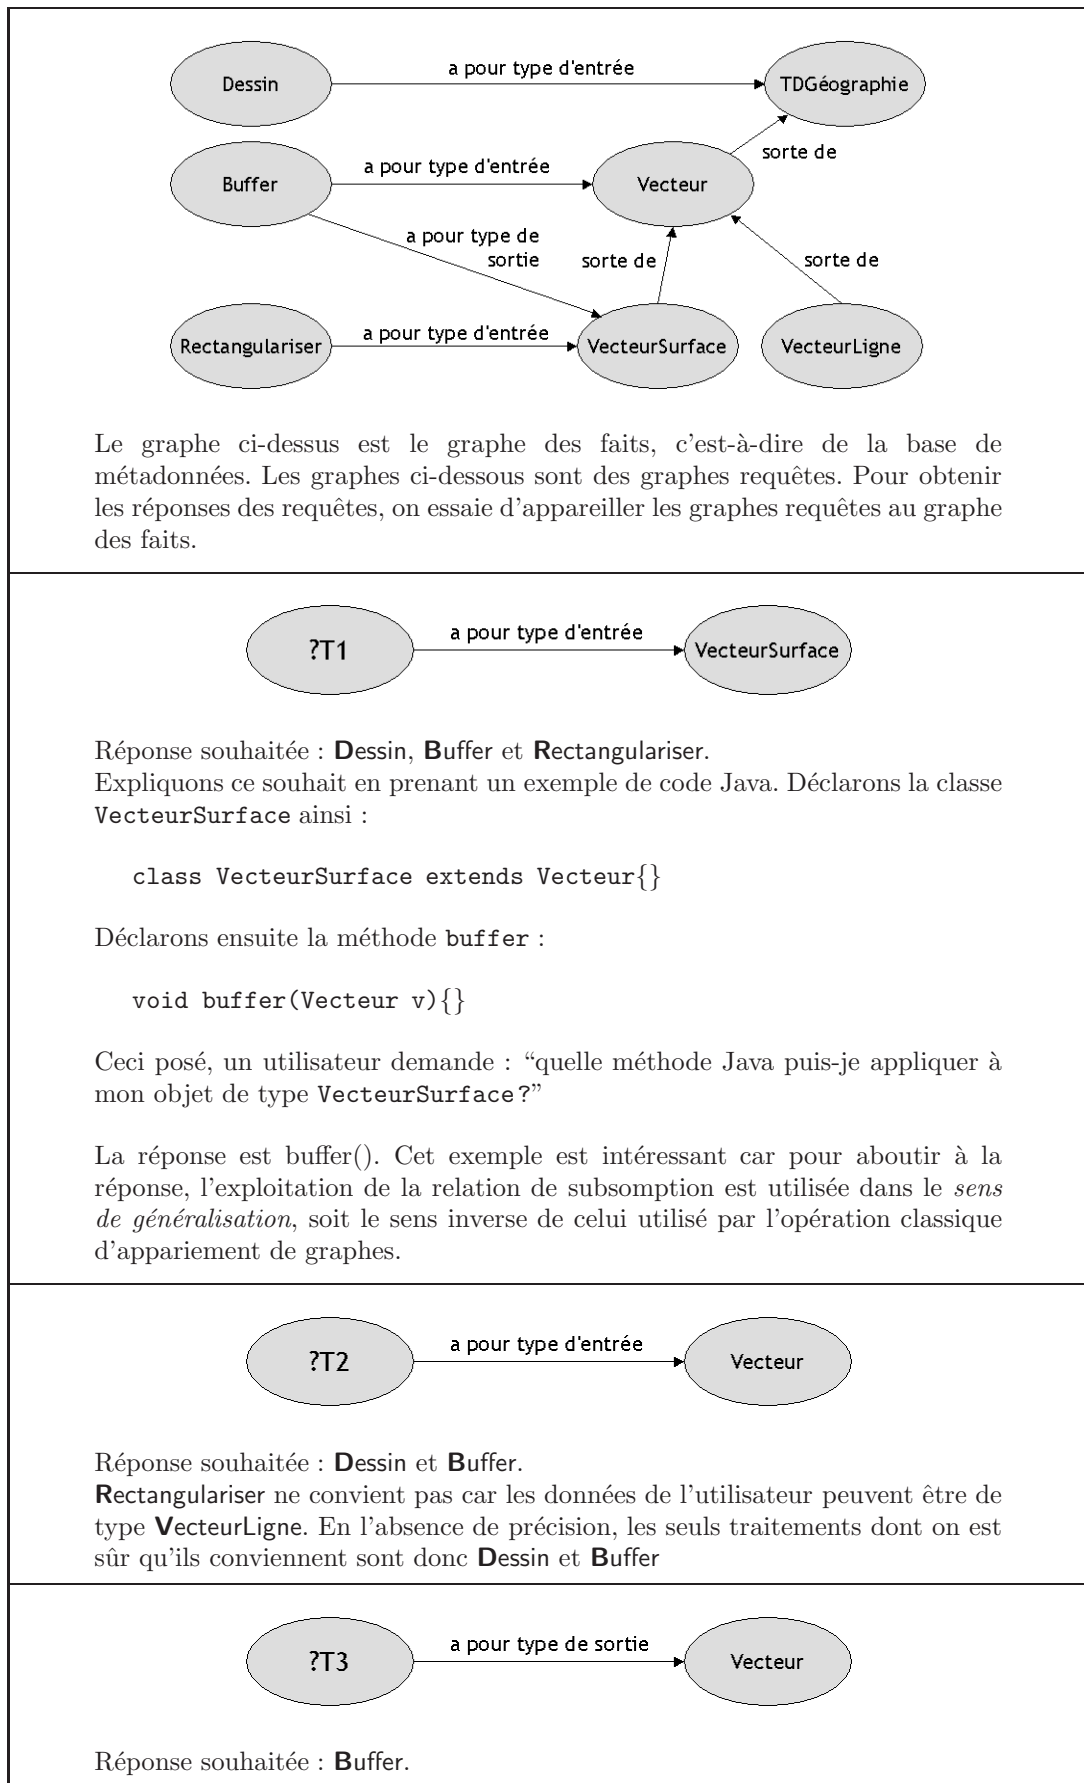 a pour type d'entrée
Dessin
TDGéographie
sorte de
a pour type d'entrée
Buffer
Vecteur
a pour type de
sortie
sorte de
sorte de
a pour type d'entrée
Rectangulariser
VecteurSurface
VecteurLigne
Le graphe ci-dessus est le graphe des faits, c'est-à-dire de la base de
métadonnées. Les graphes ci-dessous sont des graphes requêtes. Pour obtenir
les réponses des requêtes, on essaie d'appareiller les graphes requêtes au graphe
des faits.
a pour type d'entrée
?T1
VecteurSurface
Réponse souhaitée : Dessin, Buffer et Rectangulariser.
Expliquons ce souhait en prenant un exemple de code Java. Déclarons la classe
VecteurSurface ainsi :
class VecteurSurface extends Vecteur{}
Déclarons ensuite la méthode buffer :
void buffer(Vecteur v){}
Ceci posé, un utilisateur demande : “quelle méthode Java puis-je appliquer à
mon objet de type VecteurSurface?”
La réponse est buffer(). Cet exemple est intéressant car pour aboutir à la
réponse, l'exploitation de la relation de subsomption est utilisée dans le sens
de généralisation, soit le sens inverse de celui utilisé par l'opération classique
d'appariement de graphes.
a pour type d'entrée
?T2
Vecteur
Réponse souhaitée : Dessin et Buffer.
Rectangulariser ne convient pas car les données de l'utilisateur peuvent être de
type VecteurLigne. En l'absence de précision, les seuls traitements dont on est
sûr qu'ils conviennent sont donc Dessin et Buffer
a pour type de sortie
?T3
Vecteur
Réponse souhaitée : Buffer.